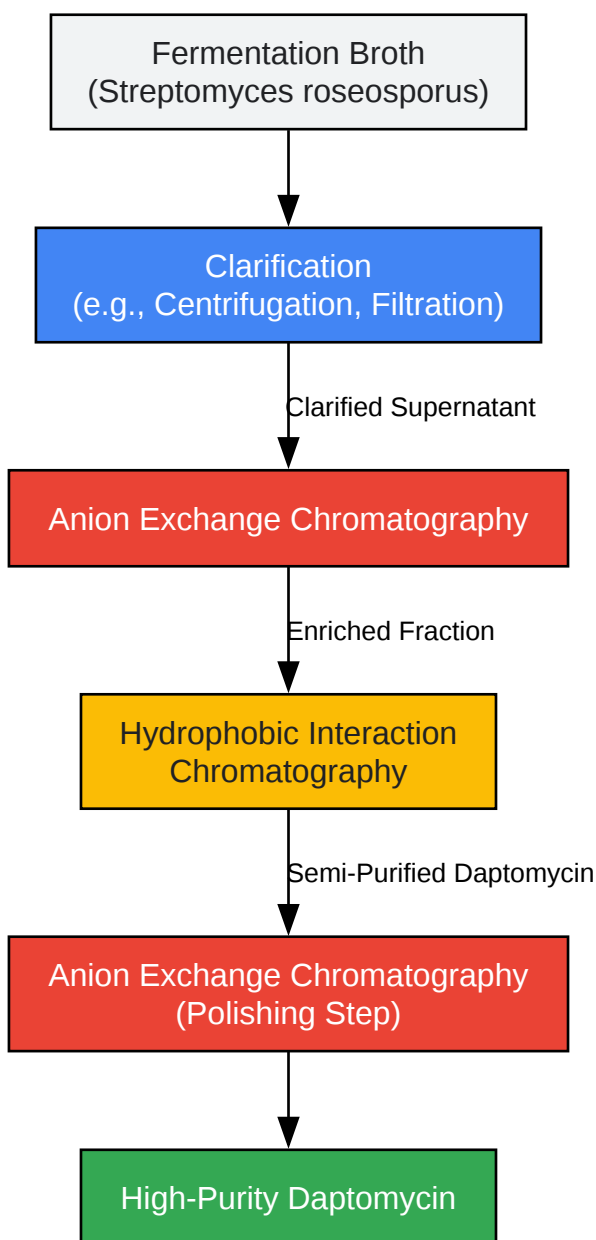 Fermentation Broth
(Streptomyces roseosporus)
Clarification
(e.g., Centrifugation, Filtration)
Clarified Supernatant
Anion Exchange Chromatography
Enriched Fraction
Hydrophobic Interaction
Chromatography
Semi-Purified Daptomycin
Anion Exchange Chromatography
(Polishing Step)
High-Purity Daptomycin